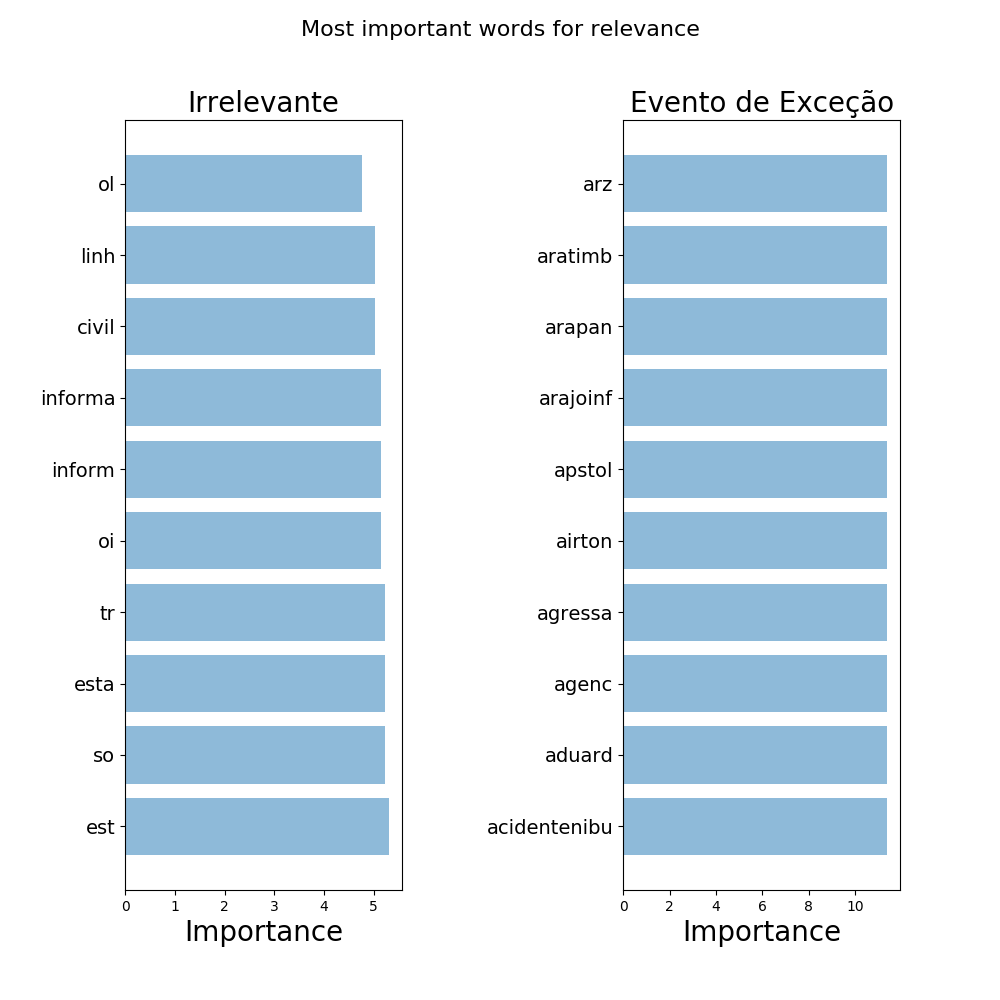 Most important words for relevance
Irrelevante
ol
linh
civil
informa
inform
oi
tr
esta
so
est
0 1 2 3 4 5
Importance
Evento de Exceção
arz
aratimb
arapan
arajoinf
apstol
airton
agressa
agenc
aduard
acidentenibu
0 2 4 6 8 10
Importance